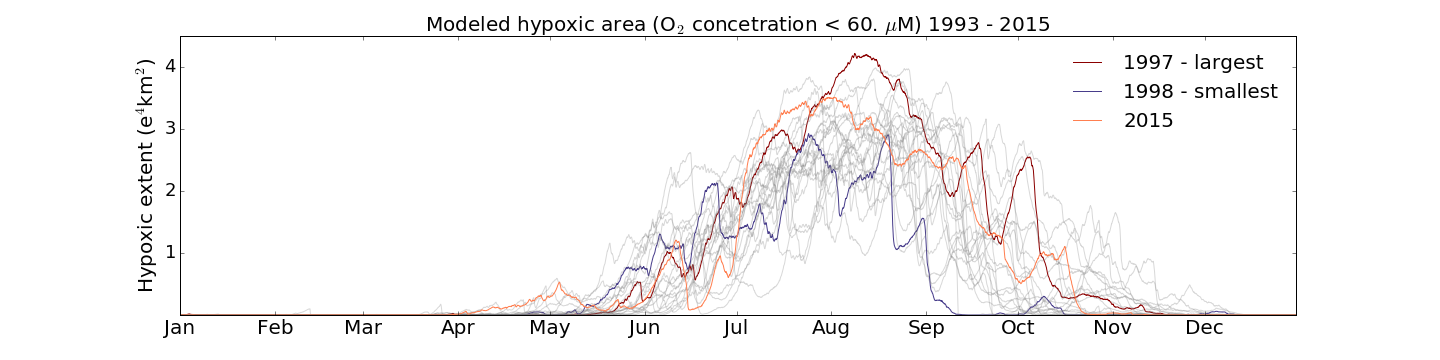 Modeled hypoxic area (O₂ concetration < 60. μM) 1993 - 2015
Hypoxic extent (e⁴km²)
4
3
2
1
1997 - largest
1998 - smallest
2015
Jan Feb Mar Apr May Jun Jul Aug Sep Oct Nov Dec